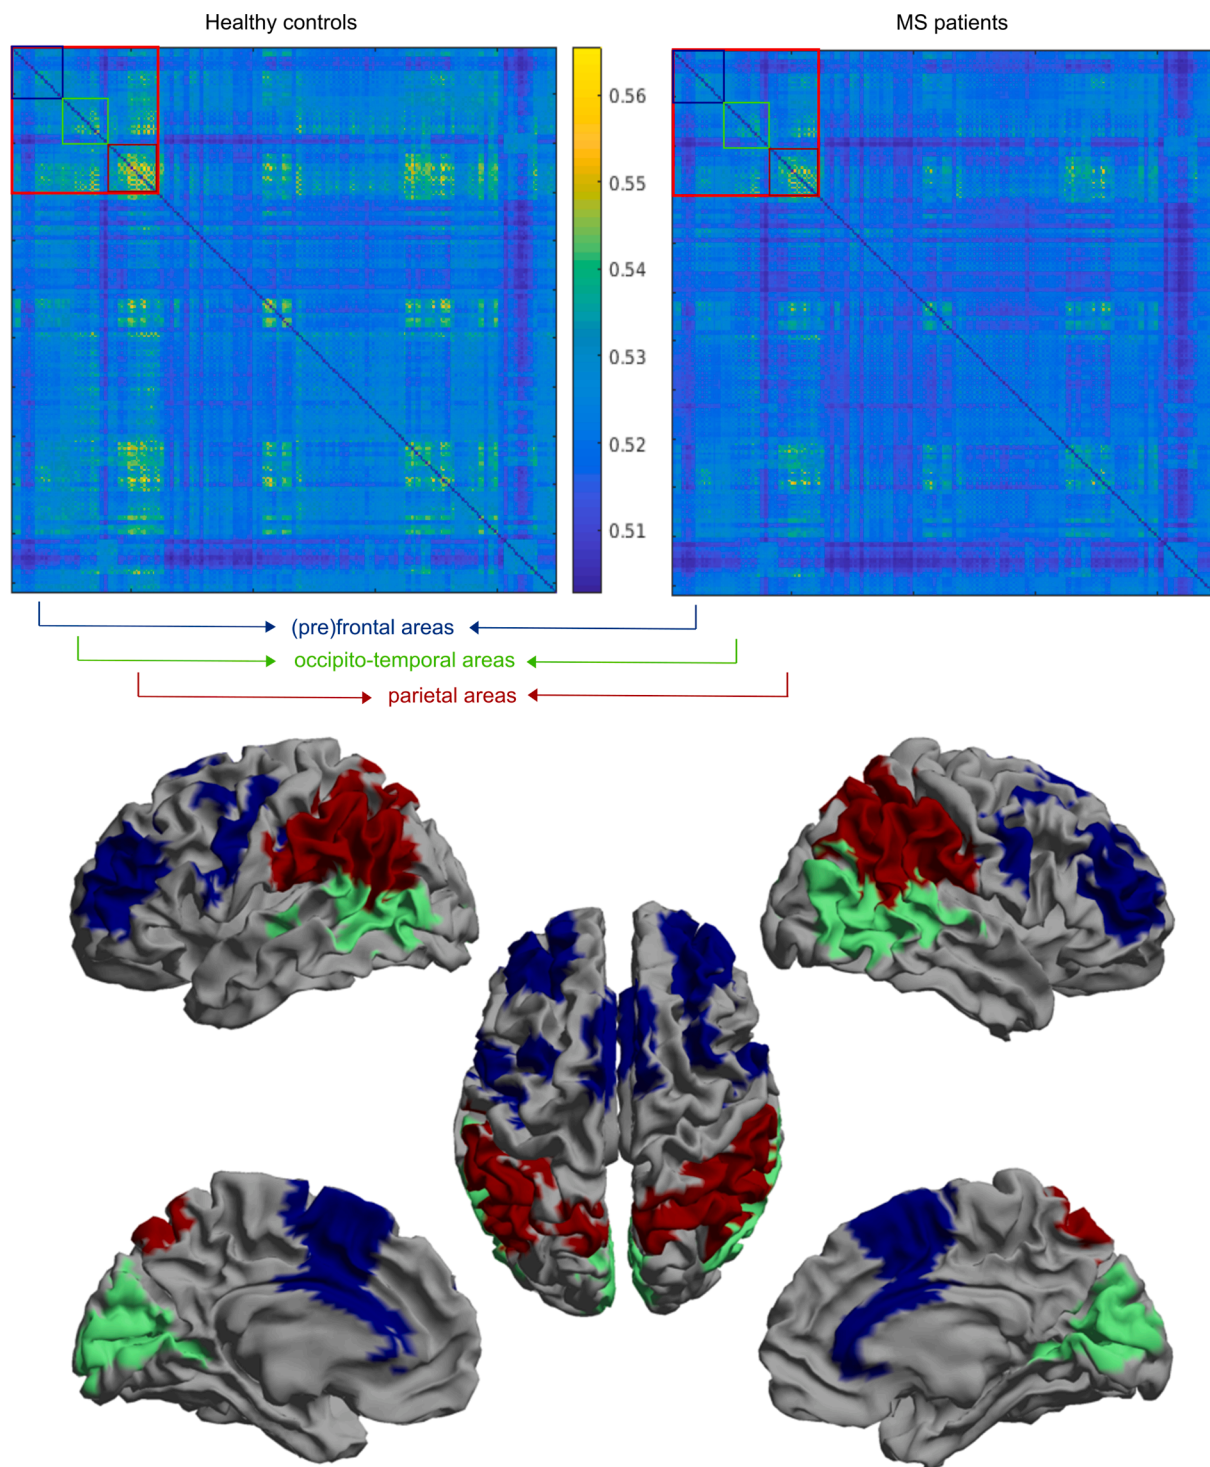 Healthy controls
MS patients
0.56
0.55
0.54
0.53
0.52
0.51
(pre)frontal areas
occipito-temporal areas
parietal areas